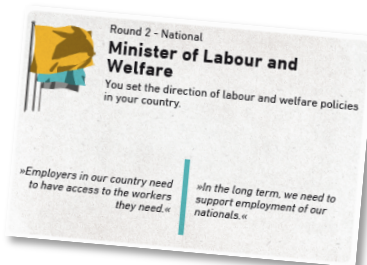 Round 2 - National
Minister of Labour and
Welfare
You set the direction of labour and welfare policies
in your country.
»Employers in our country need
to have access to the workers
they need.«
»In the long term, we need to
support employment of our
nationals.«